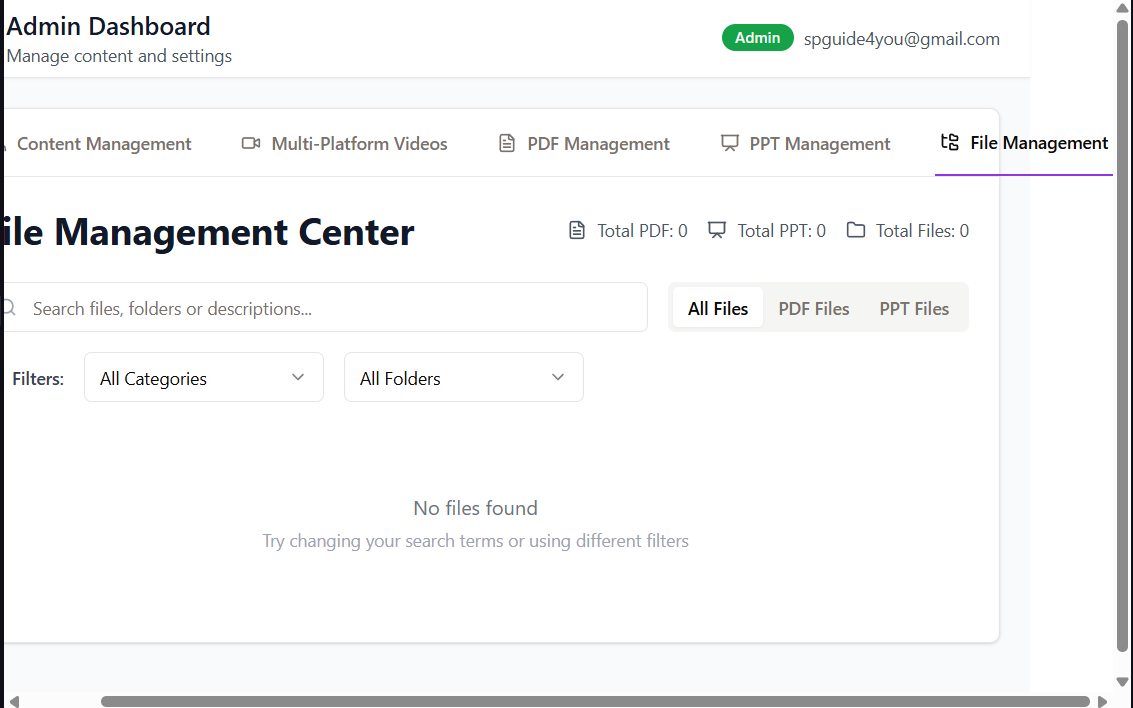 Admin Dashboard
Manage content and settings
Admin
spguide4you@gmail.com
Content Management
Multi-Platform Videos
PDF Management
PPT Management
File Management
ile Management Center
Total PDF: 0
Total PPT: 0
Total Files: 0
Search files, folders or descriptions...
All Files
PDF Files
PPT Files
Filters:
All Categories
All Folders
No files found
Try changing your search terms or using different filters